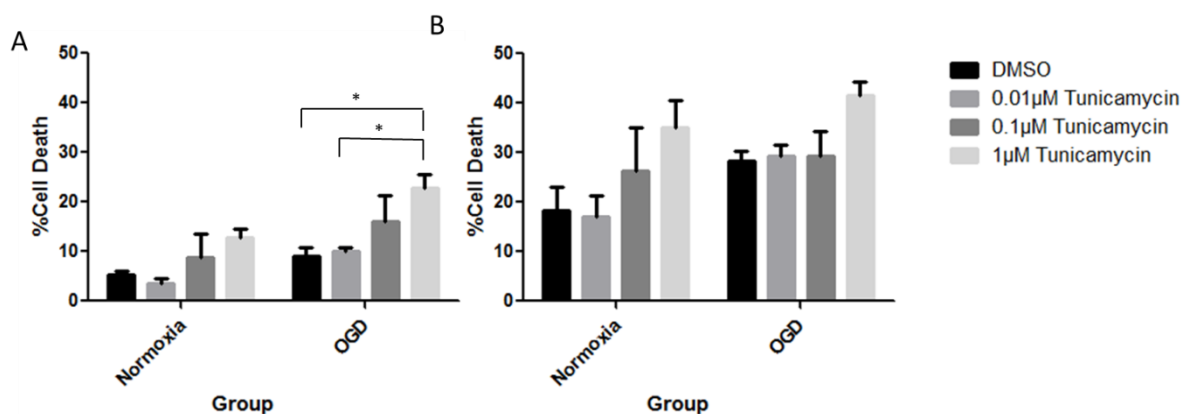 A
50
40
30
20
10
0
%Cell Death
*
*
Normoxia
OGD
Group
B
50
40
30
20
10
0
%Cell Death
Normoxia
OGD
Group
DMSO
0.01µM Tunicamycin
0.1µM Tunicamycin
1µM Tunicamycin